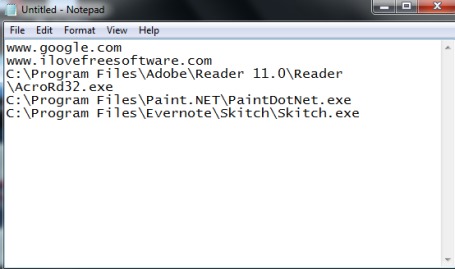 Untitled - Notepad
File Edit Format View Help
www.google.com
www.ilovefreesoftware.com
C:\Program Files\Adobe\Reader 11.0\Reader
\AcroRd32.exe
C:\Program Files\Paint.NET\PaintDotNet.exe
C:\Program Files\Evernote\Skitch\Skitch.exe